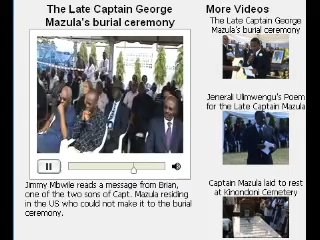 The Late Captain George
Mazula's burial ceremony
Jimmy Mbwile reads a message from Brian,
one of the two sons of Capt. Mazula residing
in the US who could not make it to the burial
ceremony.
More Videos
The Late Captain George
Mazula's burial ceremony
Jenerali Ulimwengu's Poem
for the Late Captain Mazula
Captain Mazula laid to rest
at Kinondoni Cemetery